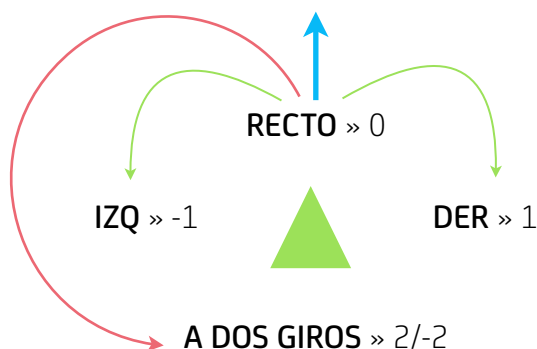 RECTO » 0
IZQ » -1
DER » 1
A DOS GIROS » 2/-2